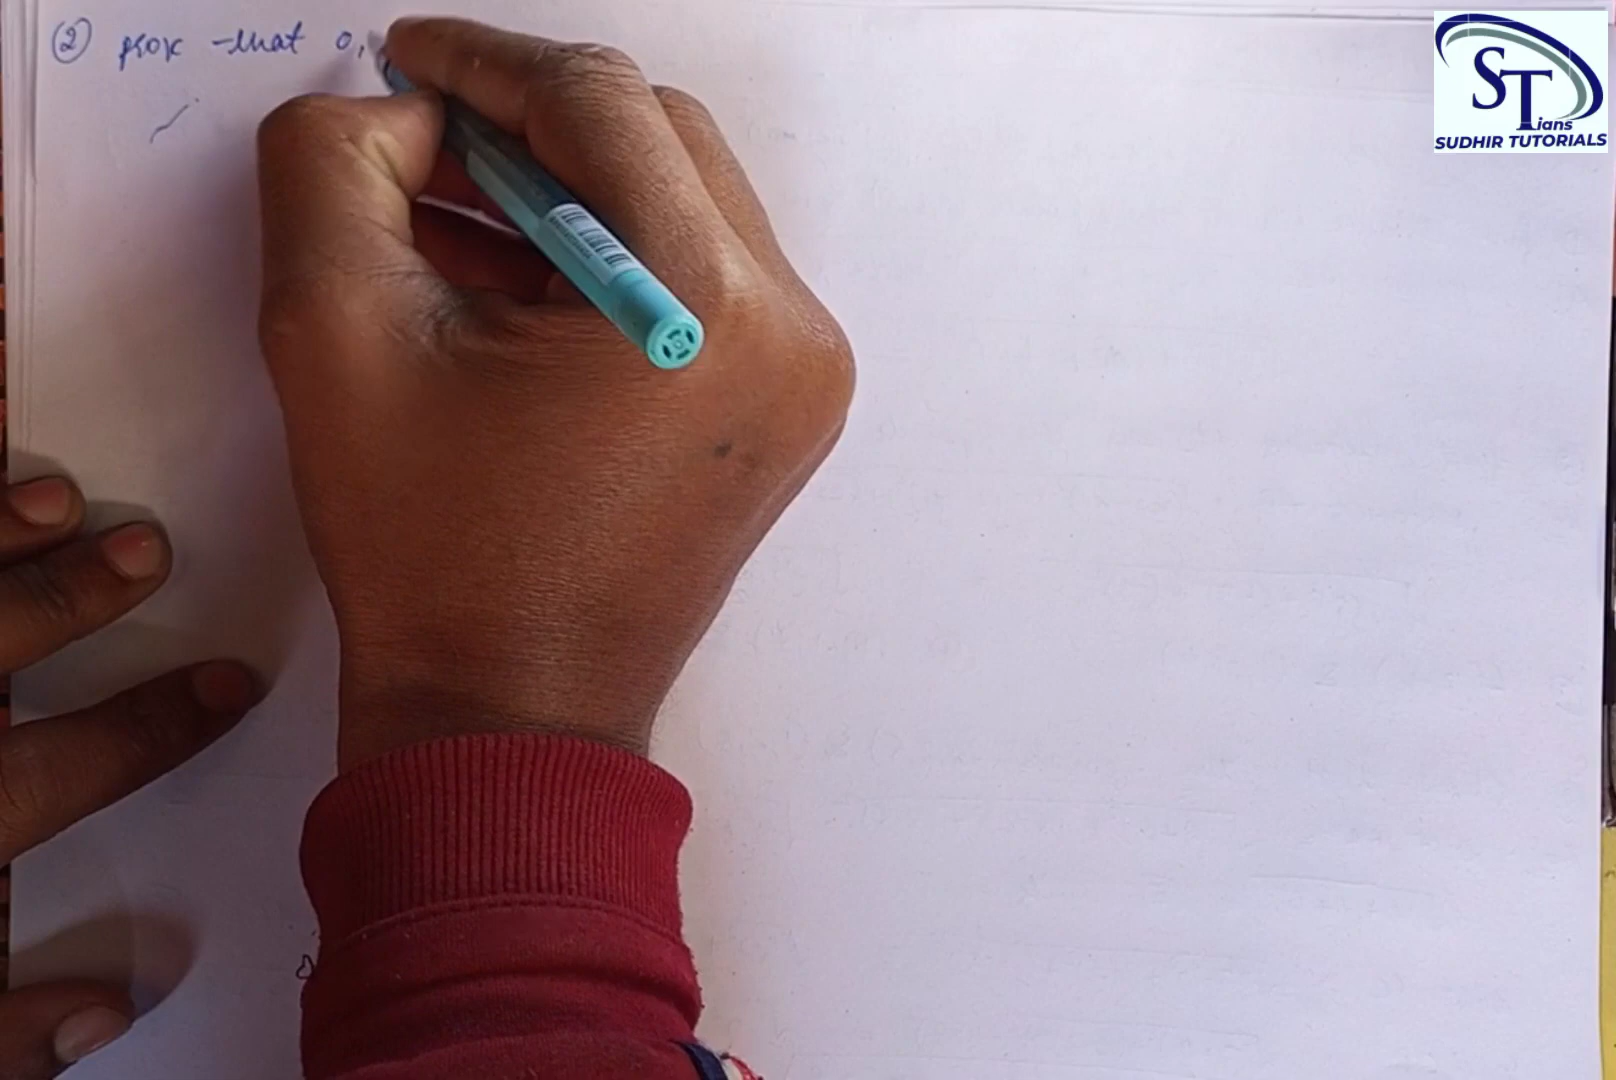 ② prove that 0,
ST
ians
SUDHIR TUTORIALS